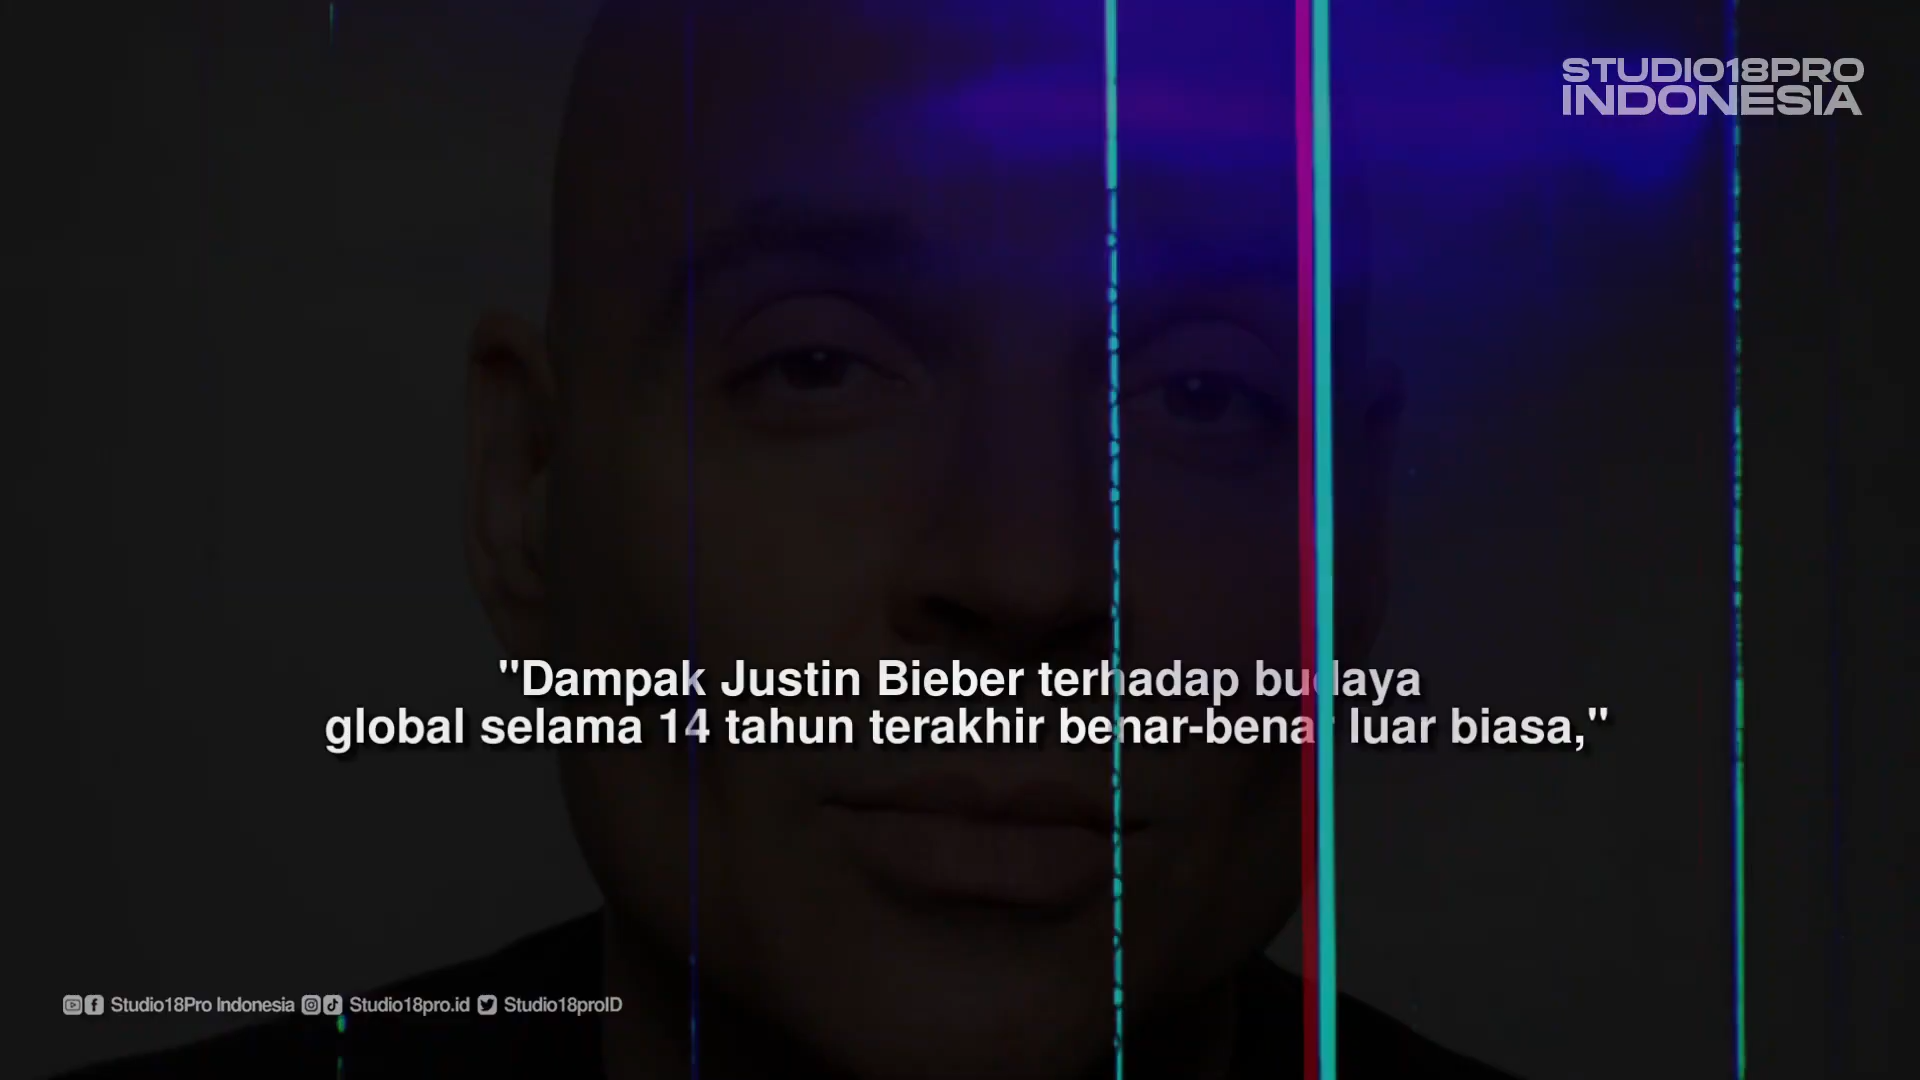 STUDIO18PRO
INDONESIA
"Dampak Justin Bieber terhadap budaya
global selama 14 tahun terakhir benar-benar luar biasa,"
Studio18Pro Indonesia Studio18pro.id Studio18proID